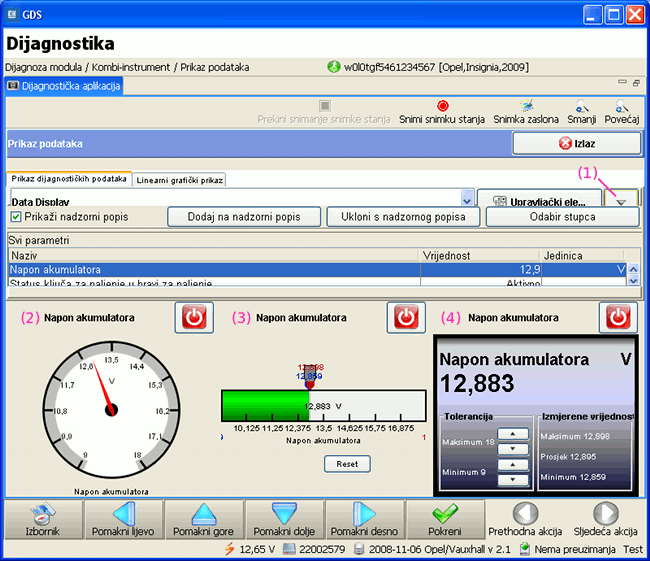 GDS
Dijagnostika
Dijagnoza modula / Kombi-instrument / Prikaz podataka
w0l0tgf5461234567 [Opel,Insignia,2009]
Dijagnostička aplikacija
Prekini snimanje snimke stanja
Snimi snimku stanja
Snimka zaslona
Smanji
Povećaj
Prikaz podataka
Izlaz
Prikaz dijagnostičkih podataka
Linearni grafički prikaz
(1)
Data Display
Upravljački ele...
Prikaži nadzorni popis
Dodaj na nadzorni popis
Ukloni s nadzornog popisa
Odabir stupca
Svi parametri
Naziv Vrijednost Jedinica
Napon akumulatora 12,9 V
Status ključa za paljenje u bravi za paljenje Aktivno
(2) Napon akumulatora
(3) Napon akumulatora
(4) Napon akumulatora
12,6 13,5 14,4
11,7 15,3
V
10,8 16,2
9,9 17,1
9 18
Napon akumulatora
12,898
12,859
12,883 V
9 10,125 11,25 12,375 13,5 14,625 15,75 16,875 1
Napon akumulatora
Reset
Napon akumulatora V
12,883
Tolerancija
Maksimum 18
Minimum 9
Izmjerene vrijednost
Maksimum 12,898
Prosjek 12,895
Minimum 12,859
Izbornik
Pomakni lijevo
Pomakni gore
Pomakni dolje
Pomakni desno
Pokreni
Prethodna akcija
Sljedeća akcija
12,65 V
22002579
2008-11-06 Opel/Vauxhall v 2.1
Nema preuzimanja
Test